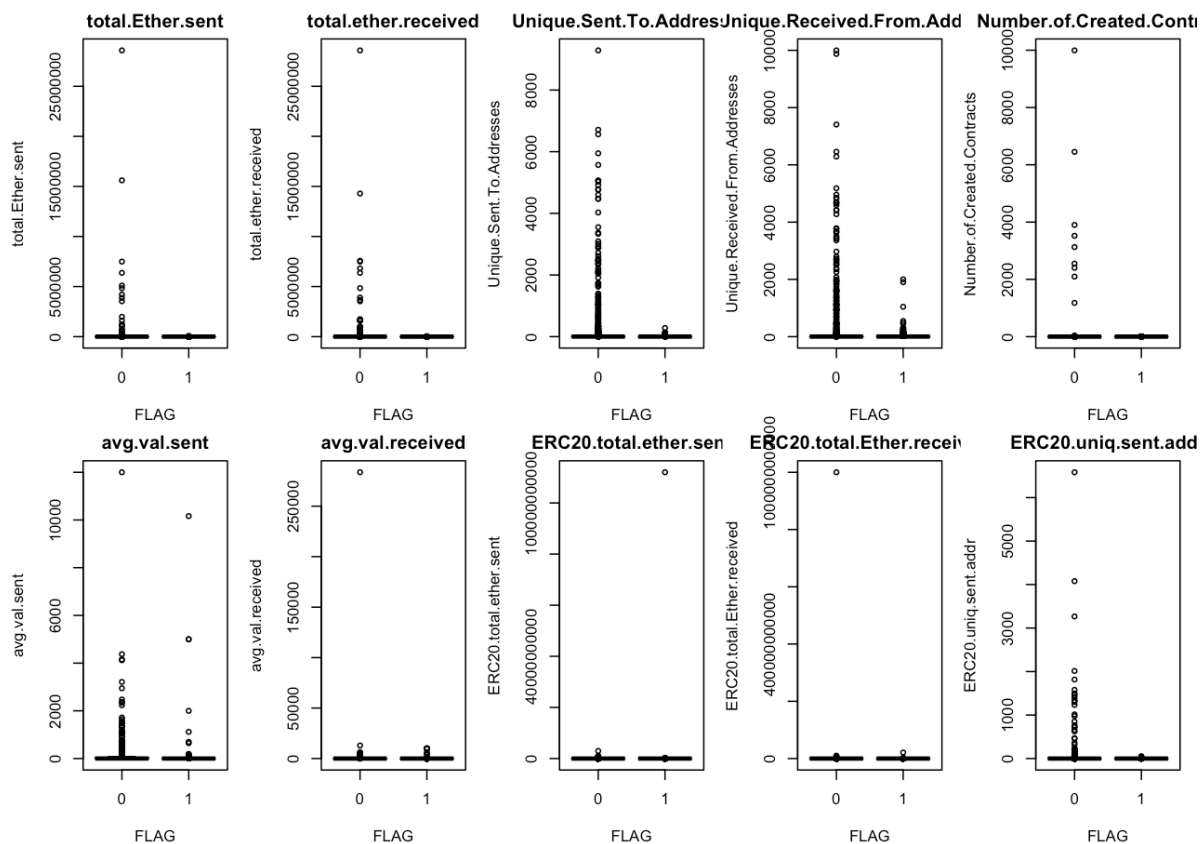 total.Ether.sent
total.Ether.sent
0
5000000
15000000
25000000
0
1
FLAG
total.ether.received
total.ether.received
0
5000000
15000000
25000000
0
1
FLAG
Unique.Sent.To.Address
Unique.Sent.To.Addresses
0
2000
4000
6000
8000
0
1
FLAG
Unique.Received.From.Add
Unique.Received.From.Addresses
0
2000
4000
6000
8000
10000
0
1
FLAG
Number.of.Created.Contr
Number.of.Created.Contracts
0
2000
4000
6000
8000
10000
0
1
FLAG
avg.val.sent
avg.val.sent
0
2000
6000
10000
0
1
FLAG
avg.val.received
avg.val.received
0
50000
150000
250000
0
1
FLAG
ERC20.total.ether.sen
ERC20.total.ether.sent
0
40000000000
100000000000
0
1
FLAG
ERC20.total.Ether.receiv
ERC20.total.Ether.received
0
400000000000
1000000000000
0
1
FLAG
ERC20.uniq.sent.add
ERC20.uniq.sent.addr
0
1000
3000
5000
0
1
FLAG